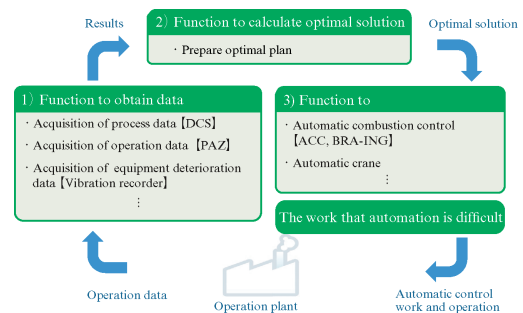 2) Function to calculate optimal solution
・Prepare optimal plan
Results
Optimal solution
1) Function to obtain data
・Acquisition of process data【DCS】
・Acquisition of operation data【PAZ】
・Acquisition of equipment deterioration
data【Vibration recorder】
⋮
3) Function to
・Automatic combustion control
【ACC, BRA-ING】
・Automatic crane
⋮
The work that automation is difficult
Operation data
Operation plant
Automatic control
work and operation